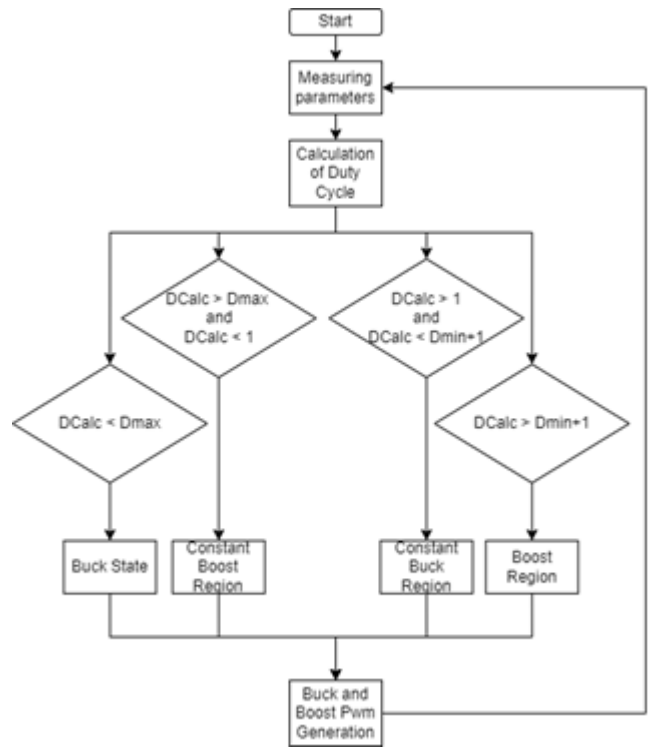 Start
Measuring
parameters
Calculation
of Duty
Cycle
DCalc > Dmax
and
DCalc < 1
DCalc > 1
and
DCalc < Dmin+1
DCalc < Dmax
DCalc > Dmin+1
Buck State
Constant
Boost
Region
Constant
Buck
Region
Boost
Region
Buck and
Boost Pwm
Generation